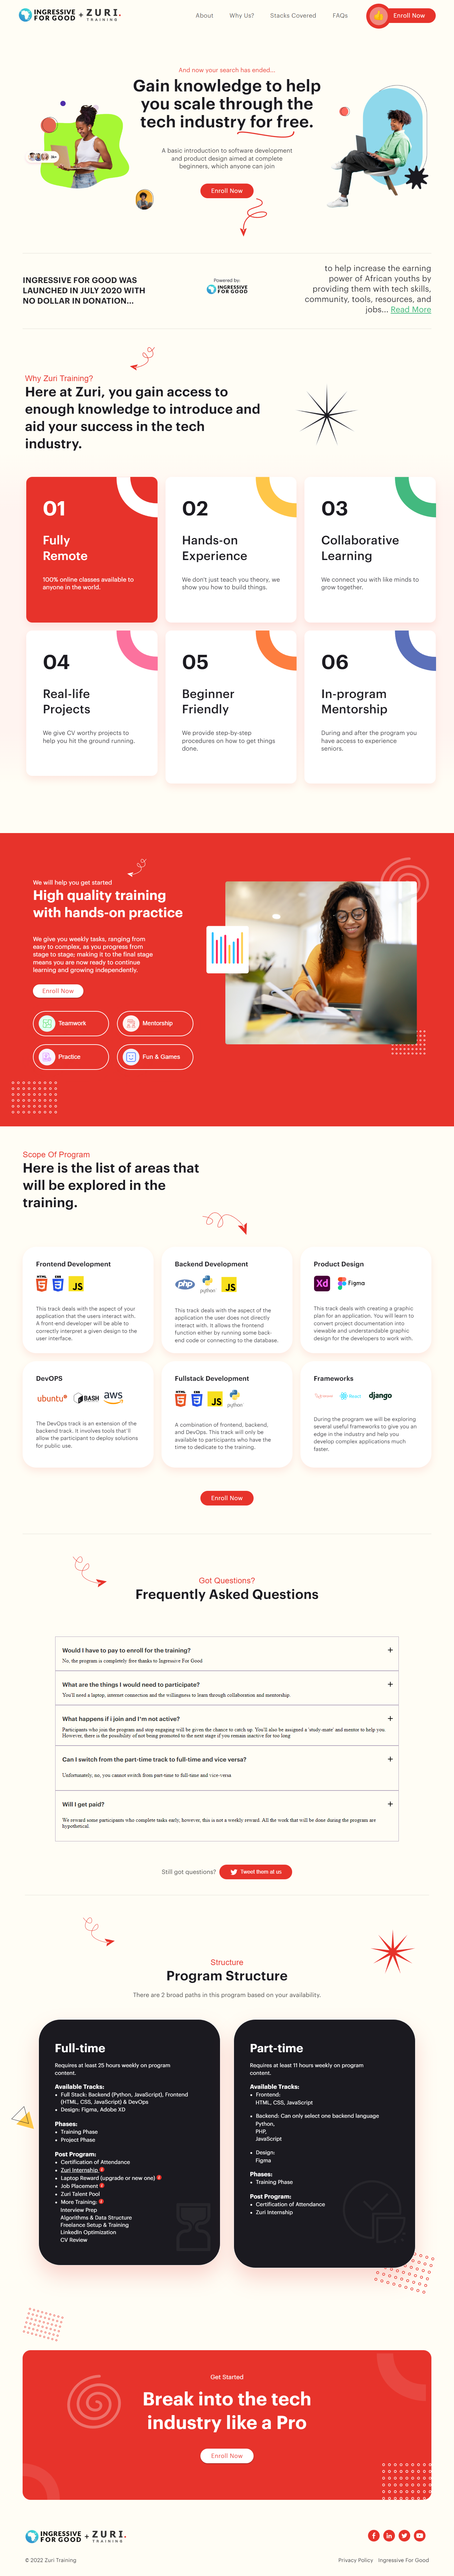 INGRESSIVE FOR GOOD + ZURI. TRAINING
About Why Us? Stacks Covered FAQs Enroll Now
And now your search has ended...
Gain knowledge to help
you scale through the
tech industry for free.
A basic introduction to software development
and product design aimed at complete
beginners, which anyone can join
Enroll Now
INGRESSIVE FOR GOOD WAS
LAUNCHED IN JULY 2020 WITH
NO DOLLAR IN DONATION...
Powered by:
INGRESSIVE
FOR GOOD
to help increase the earning
power of African youths by
providing them with tech skills,
community, tools, resources, and
jobs... Read More
Why Zuri Training?
Here at Zuri, you gain access to
enough knowledge to introduce and
aid your success in the tech
industry.
01
Fully
Remote
100% online classes available to
anyone in the world.
02
Hands-on
Experience
We don't just teach you theory, we
show you how to build things.
03
Collaborative
Learning
We connect you with like minds to
grow together.
04
Real-life
Projects
We give CV worthy projects to
help you hit the ground running.
05
Beginner
Friendly
We provide step-by-step
procedures on how to get things
done.
06
In-program
Mentorship
During and after the program you
have access to experience
seniors.
We will help you get started
High quality training
with hands-on practice
We give you weekly tasks, ranging from
easy to complex, as you progress from
stage to stage; making it to the final stage
means you are now ready to continue
learning and growing independently.
Enroll Now
Teamwork
Mentorship
Practice
Fun & Games
Scope Of Program
Here is the list of areas that
will be explored in the
training.
Frontend Development
HTML CSS JS
This track deals with the aspect of your
application that the users interact with.
A front-end developer will be able to
correctly interpret a given design to the
user interface.
Backend Development
php python JS
This track deals with the aspect of the
application the user does not directly
interact with. It allows the frontend
function either by running some back-
end code or connecting to the database.
Product Design
Xd Figma
This track deals with creating a graphic
plan for an application. You will learn to
convert project documentation into
viewable and understandable graphic
design for the developers to work with.
DevOPS
ubuntu BASH aws
The DevOps track is an extension of the
backend track. It involves tools that'll
allow the participant to deploy solutions
for public use.
Fullstack Development
HTML CSS JS python
A combination of frontend, backend,
and DevOps. This track will only be
available to participants who have the
time to dedicate to the training.
Frameworks
React django
During the program we will be exploring
several useful frameworks to give you an
edge in the industry and help you
develop complex applications much
faster.
Enroll Now
Got Questions?
Frequently Asked Questions
Would I have to pay to enroll for the training? +
No, the program is completely free thanks to Ingressive For Good
What are the things I would need to participate? +
You'll need a laptop, internet connection and the willingness to learn through collaboration and mentorship.
What happens if i join and I'm not active? +
Participants who join the program and stop engaging will be given the chance to catch up. You'll also be assigned a 'study-mate' and mentor to help you.
However, there is the possibility of not being promoted to the next stage if you remain inactive for too long
Can I switch from the part-time track to full-time and vice versa? +
Unfortunately, no, you cannot switch from part-time to full-time and vice-versa
Will I get paid? +
We reward some participants who complete tasks early, however, this is not a weekly reward. All the work that will be done during the program are
hypothetical.
Still got questions? Tweet them at us
Structure
Program Structure
There are 2 broad paths in this program based on your availability.
Full-time
Requires at least 25 hours weekly on program
content.
Available Tracks:
• Full Stack: Backend (Python, JavaScript), Frontend
(HTML, CSS, JavaScript) & DevOps
• Design: Figma, Adobe XD
Phases:
• Training Phase
• Project Phase
Post Program:
• Certification of Attendance
• Zuri Internship
• Laptop Reward (upgrade or new one)
• Job Placement
• Zuri Talent Pool
• More Training:
Interview Prep
Algorithms & Data Structure
Freelance Setup & Training
LinkedIn Optimization
CV Review
Part-time
Requires at least 11 hours weekly on program
content.
Available Tracks:
• Frontend:
HTML, CSS, JavaScript
• Backend: Can only select one backend language
Python,
PHP,
JavaScript
• Design:
Figma
Phases:
• Training Phase
Post Program:
• Certification of Attendance
• Zuri Internship
Get Started
Break into the tech
industry like a Pro
Enroll Now
INGRESSIVE FOR GOOD + ZURI. TRAINING
© 2022 Zuri Training
Privacy Policy Ingressive For Good